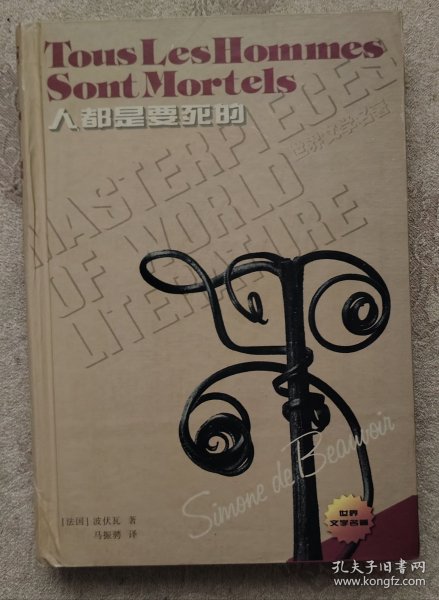 Tous Les Hommes
Sont Mortels
人都是要死的
世界文学名著
MASTERPIECES
OF WORLD
LITERATURE
Simone de Beauvoir
[法国] 波伏瓦 著
马振骋 译
世界
文学名著
孔夫子旧书网
www.kongfz.com